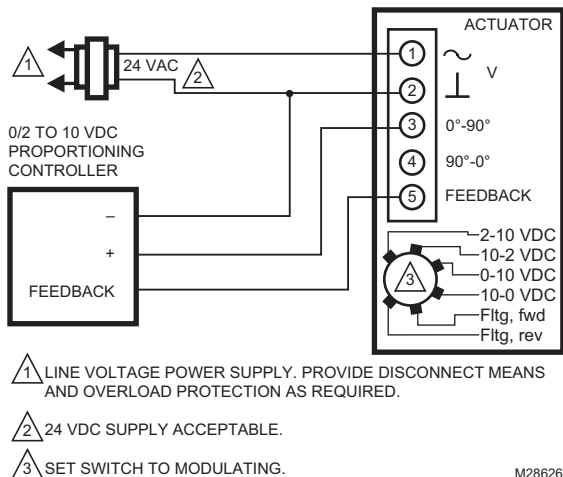 ACTUATOR
1
24 VAC
1
2
V
2
0/2 TO 10 VDC
PROPORTIONING
CONTROLLER
3 0°-90°
4 90°-0°
5 FEEDBACK
–
+
FEEDBACK
2-10 VDC
10-2 VDC
0-10 VDC
3
10-0 VDC
Fltg, fwd
Fltg, rev
1 LINE VOLTAGE POWER SUPPLY. PROVIDE DISCONNECT MEANS
AND OVERLOAD PROTECTION AS REQUIRED.
2 24 VDC SUPPLY ACCEPTABLE.
3 SET SWITCH TO MODULATING.
M28626